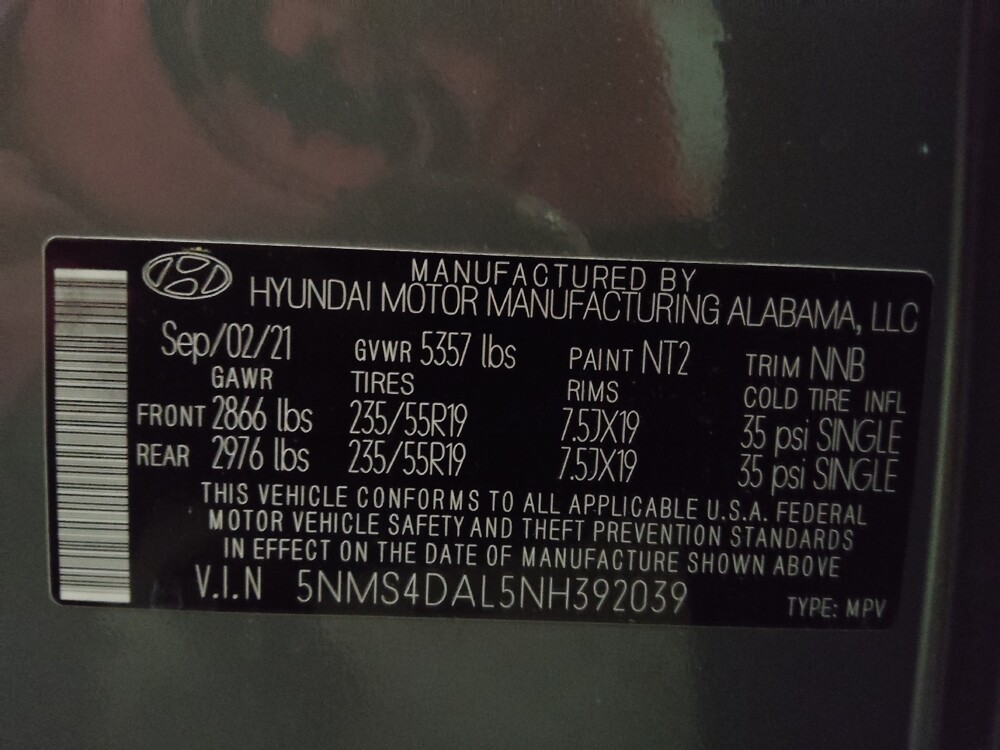 MANUFACTURED BY
HYUNDAI MOTOR MANUFACTURING ALABAMA, LLC
Sep/02/21 GVWR 5357 lbs PAINT NT2 TRIM NNB
GAWR TIRES RIMS COLD TIRE INFL
FRONT 2866 lbs 235/55R19 7.5JX19 35 psi SINGLE
REAR 2976 lbs 235/55R19 7.5JX19 35 psi SINGLE
THIS VEHICLE CONFORMS TO ALL APPLICABLE U.S.A. FEDERAL
MOTOR VEHICLE SAFETY AND THEFT PREVENTION STANDARDS
IN EFFECT ON THE DATE OF MANUFACTURE SHOWN ABOVE
V.I.N 5NMS4DAL5NH392039 TYPE: MPV